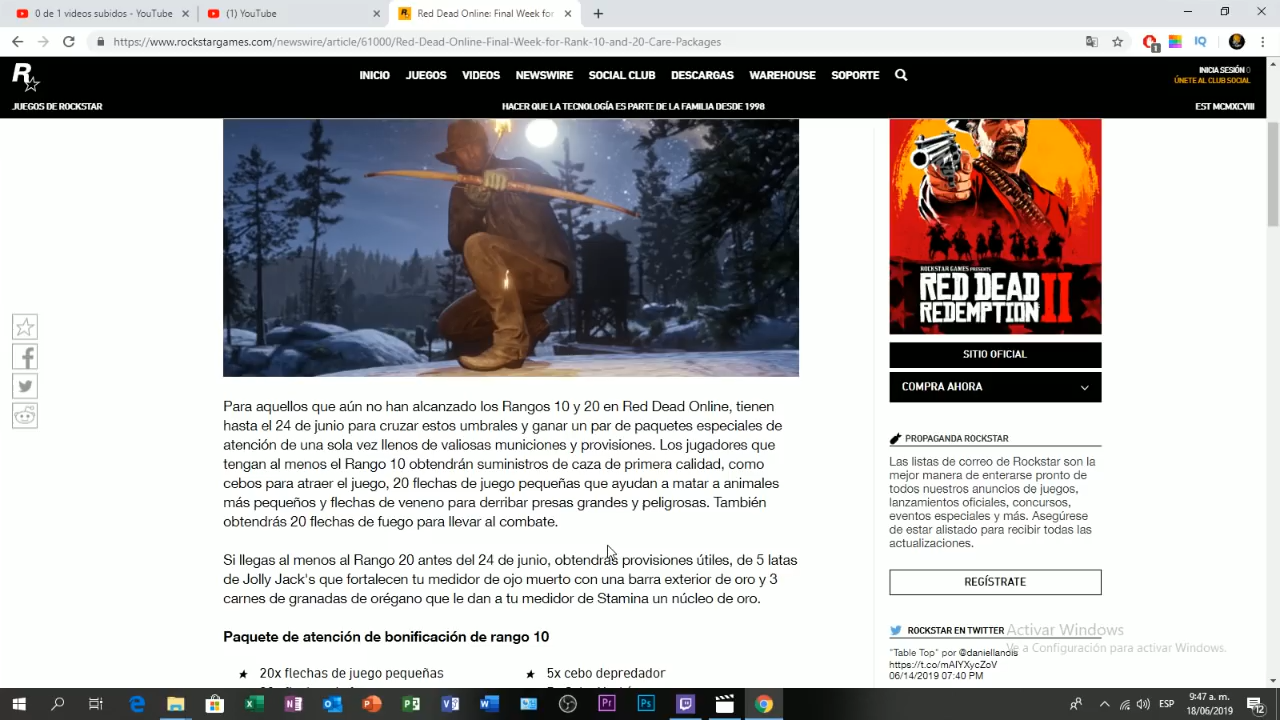 0 de 1 videos subidos - YouTube
(1) YouTube
Red Dead Online: Final Week for
https://www.rockstargames.com/newswire/article/61000/Red-Dead-Online-Final-Week-for-Rank-10-and-20-Care-Packages
INICIO JUEGOS VIDEOS NEWSWIRE SOCIAL CLUB DESCARGAS WAREHOUSE SOPORTE
INICIA SESIÓN
ÚNETE AL CLUB SOCIAL
JUEGOS DE ROCKSTAR
HACER QUE LA TECNOLOGÍA ES PARTE DE LA FAMILIA DESDE 1998
EST MCMXCVIII
ROCKSTAR GAMES PRESENTS
RED DEAD
REDEMPTION II
SITIO OFICIAL
COMPRA AHORA
Para aquellos que aún no han alcanzado los Rangos 10 y 20 en Red Dead Online, tienen
hasta el 24 de junio para cruzar estos umbrales y ganar un par de paquetes especiales de
atención de una sola vez llenos de valiosas municiones y provisiones. Los jugadores que
tengan al menos el Rango 10 obtendrán suministros de caza de primera calidad, como
cebos para atraer el juego, 20 flechas de juego pequeñas que ayudan a matar a animales
más pequeños y flechas de veneno para derribar presas grandes y peligrosas. También
obtendrás 20 flechas de fuego para llevar al combate.
Si llegas al menos al Rango 20 antes del 24 de junio, obtendrás provisiones útiles, de 5 latas
de Jolly Jack's que fortalecen tu medidor de ojo muerto con una barra exterior de oro y 3
carnes de granadas de orégano que le dan a tu medidor de Stamina un núcleo de oro.
Paquete de atención de bonificación de rango 10
20x flechas de juego pequeñas
5x cebo depredador
PROPAGANDA ROCKSTAR
Las listas de correo de Rockstar son la
mejor manera de enterarse pronto de
todos nuestros anuncios de juegos,
lanzamientos oficiales, concursos,
eventos especiales y más. Asegúrese
de estar alistado para recibir todas las
actualizaciones.
REGÍSTRATE
ROCKSTAR EN TWITTER
"Table Top" por @daniellanois
https://t.co/mAIYXycZoV
06/14/2019 07:40 PM
Activar Windows
Ve a Configuración para activar Windows.
ESP
9:47 a. m.
18/06/2019
12